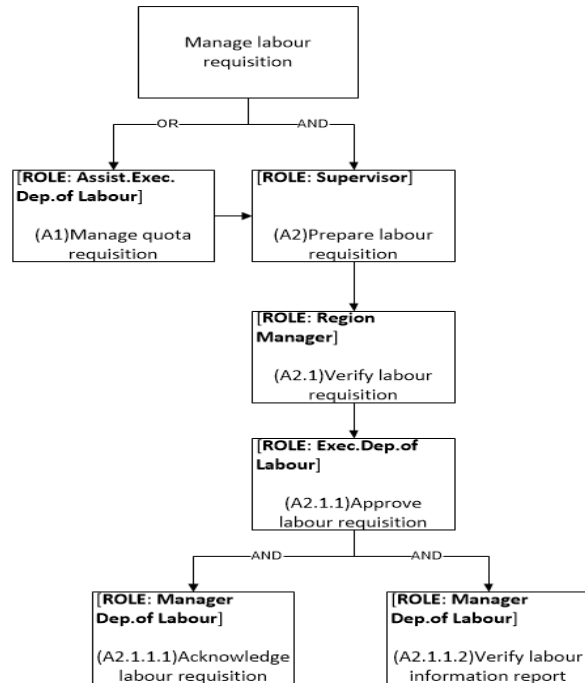 Manage labour
requisition
OR
AND
[ROLE: Assist.Exec.
Dep.of Labour]
(A1)Manage quota
requisition
[ROLE: Supervisor]
(A2)Prepare labour
requisition
[ROLE: Region
Manager]
(A2.1)Verify labour
requisition
[ROLE: Exec.Dep.of
Labour]
(A2.1.1)Approve
labour requisition
AND
AND
[ROLE: Manager
Dep.of Labour]
(A2.1.1.1)Acknowledge
labour requisition
[ROLE: Manager
Dep.of Labour]
(A2.1.1.2)Verify labour
information report